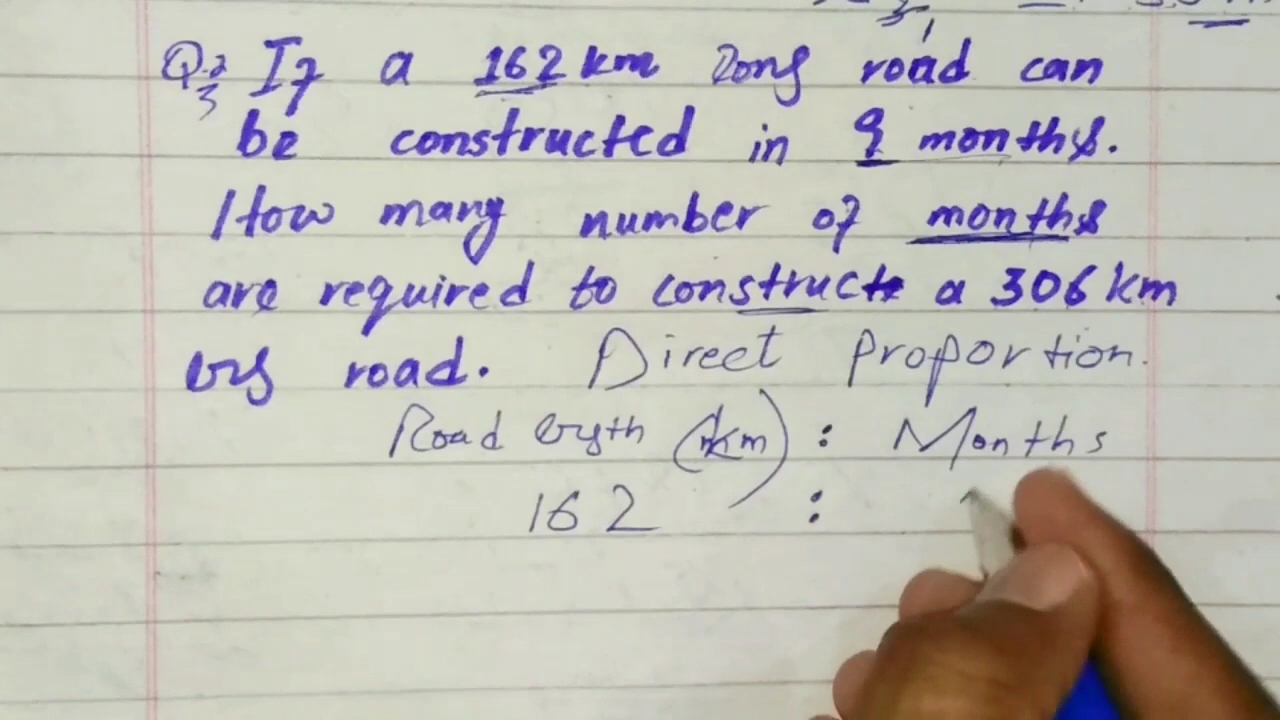 Q.3 If a 162 km long road can
be constructed in 9 months.
How many number of months
are required to construct a 306 km
long road. Direct proportion.
Road length (km) : Months
162 :